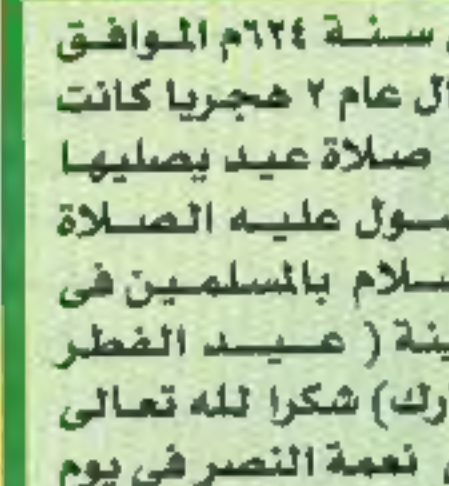 سنة ٦٢٤م الموافق
عام ٢ هجريا كانت
صلاة عيد يصليها
عليه الصلاة
بالمسلمين فى
( عيد الفطر
شكرا لله تعالى
نعمة النصر فى يوم